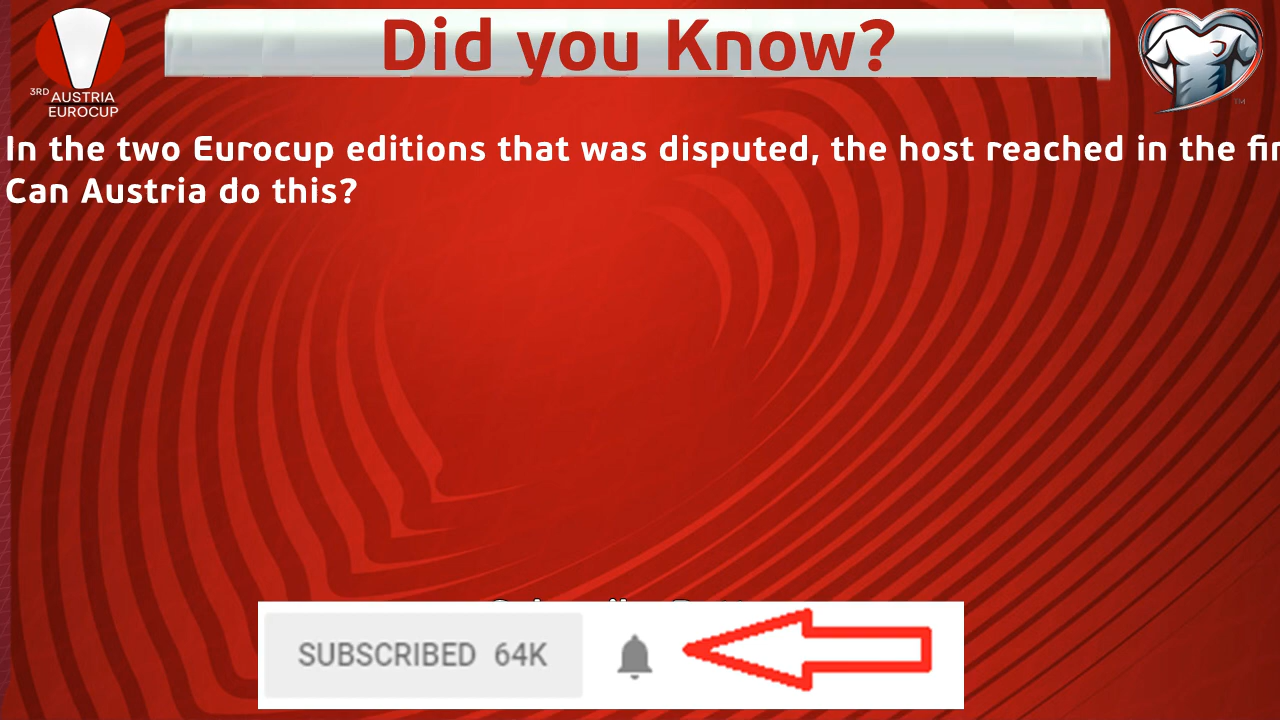 Did you Know?
3RD AUSTRIA
EUROCUP
TM
In the two Eurocup editions that was disputed, the host reached in the
Can Austria do this?
SUBSCRIBED 64K